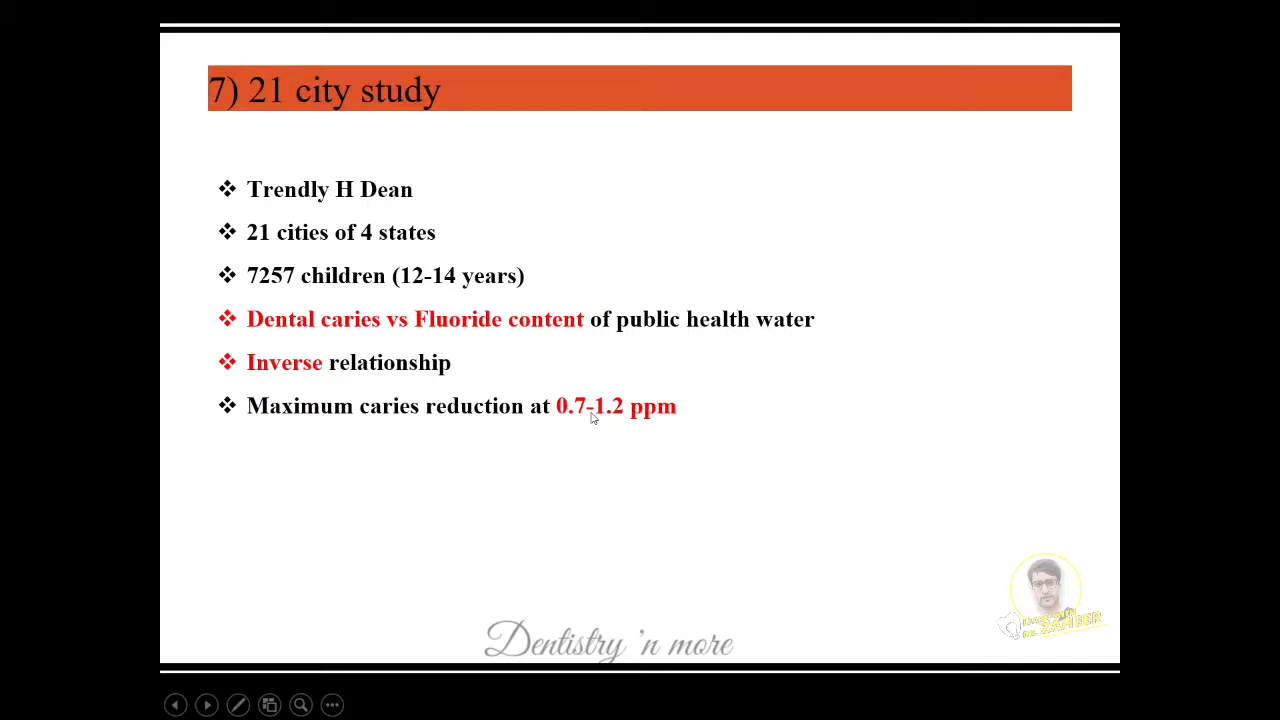 7) 21 city study
❖ Trendly H Dean
❖ 21 cities of 4 states
❖ 7257 children (12-14 years)
❖ Dental caries vs Fluoride content of public health water
❖ Inverse relationship
❖ Maximum caries reduction at 0.7-1.2 ppm
ZAHEER
Dentistry 'n more